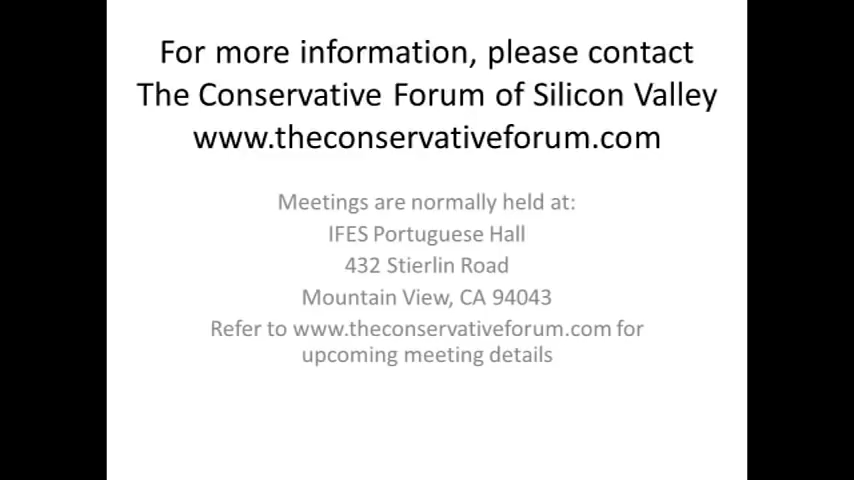 For more information, please contact
The Conservative Forum of Silicon Valley
www.theconservativeforum.com
Meetings are normally held at:
IFES Portuguese Hall
432 Stierlin Road
Mountain View, CA 94043
Refer to www.theconservativeforum.com for
upcoming meeting details